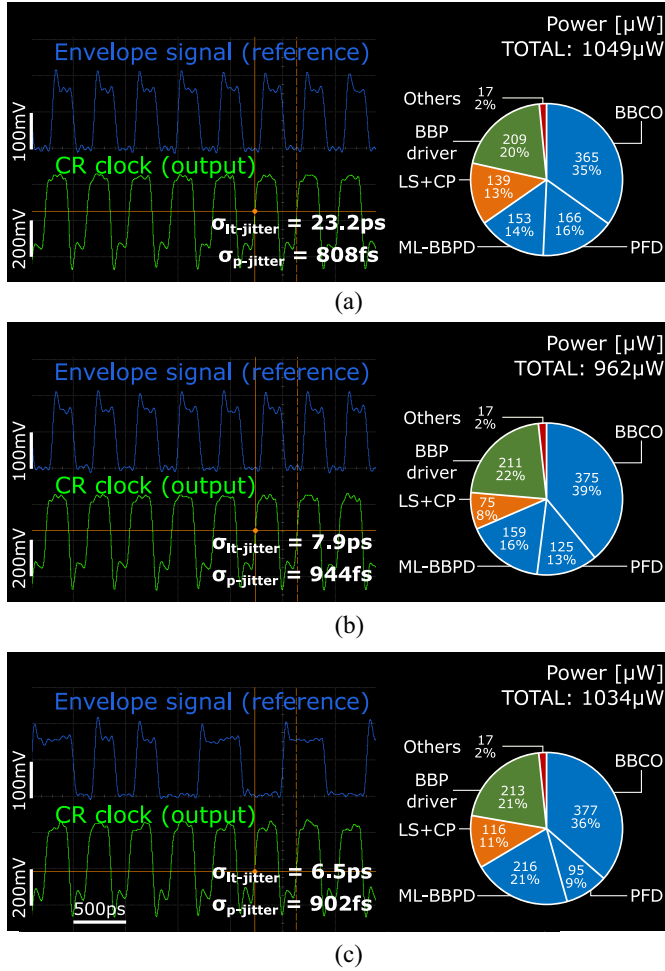 Envelope signal (reference)
100mV
CR clock (output)
200mV
σlt-jitter = 23.2ps
σp-jitter = 808fs
Power [μW]
TOTAL: 1049μW
Others
17
2%
BBCO
BBP
driver
209
20%
365
35%
LS+CP
139
13%
153
14%
166
16%
ML-BBPD
PFD
(a)
Envelope signal (reference)
100mV
CR clock (output)
200mV
σlt-jitter = 7.9ps
σp-jitter = 944fs
Power [μW]
TOTAL: 962μW
Others
17
2%
BBCO
BBP
driver
211
22%
375
39%
LS+CP
75
8%
159
16%
125
13%
ML-BBPD
PFD
(b)
Envelope signal (reference)
100mV
CR clock (output)
200mV
500ps
σlt-jitter = 6.5ps
σp-jitter = 902fs
Power [μW]
TOTAL: 1034μW
Others
17
2%
BBCO
BBP
driver
213
21%
377
36%
LS+CP
116
11%
216
21%
95
9%
ML-BBPD
PFD
(c)